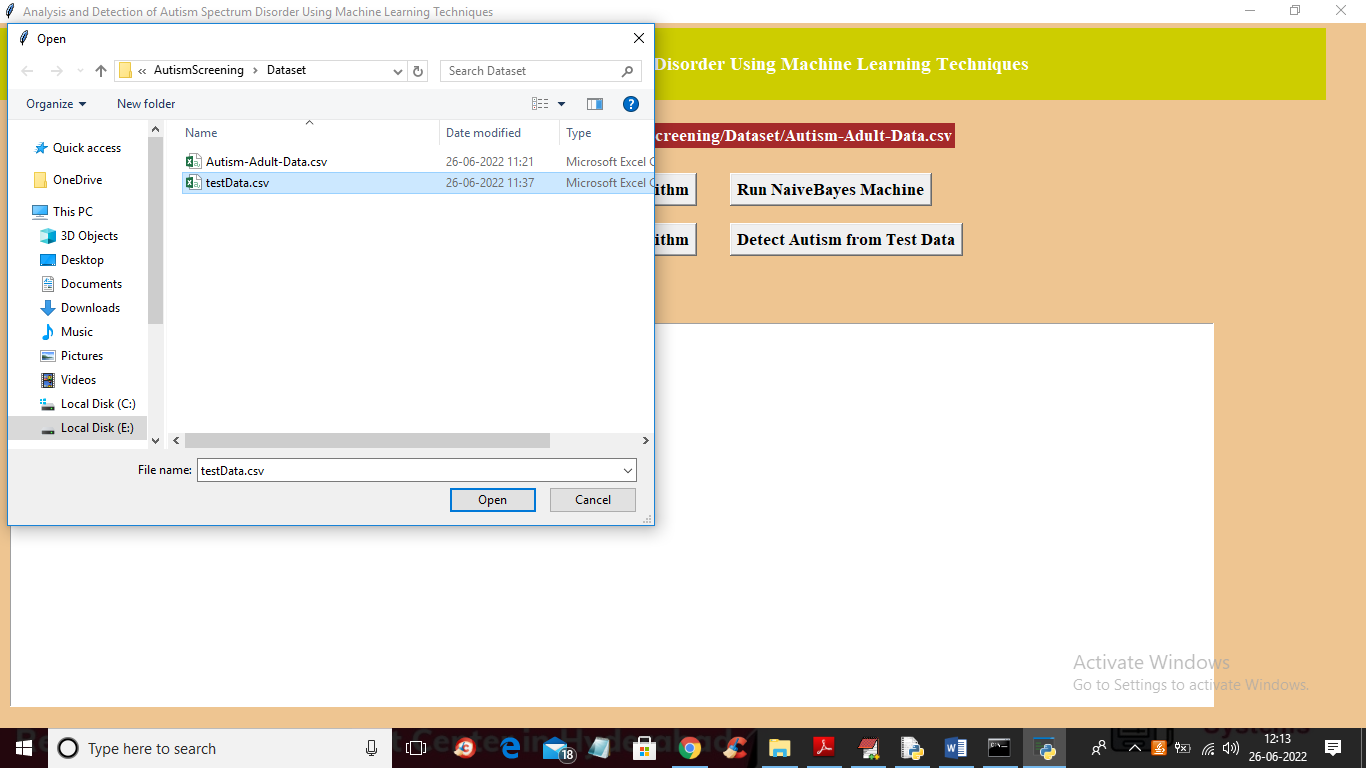 Analysis and Detection of Autism Spectrum Disorder Using Machine Learning Techniques
Open
Disorder Using Machine Learning Techniques
« AutismScreening > Dataset
Search Dataset
Organize
New folder
creening/Dataset/Autism-Adult-Data.csv
Name
Date modified
Type
Quick access
OneDrive
This PC
3D Objects
Desktop
Documents
Downloads
Music
Pictures
Videos
Local Disk (C:)
Local Disk (E:)
Autism-Adult-Data.csv 26-06-2022 11:21 Microsoft Excel C
testData.csv 26-06-2022 11:37 Microsoft Excel C
ithm
Run NaiveBayes Machine
ithm
Detect Autism from Test Data
File name: testData.csv
Open
Cancel
Activate Windows
Go to Settings to activate Windows.
Type here to search
18
12:13
26-06-2022